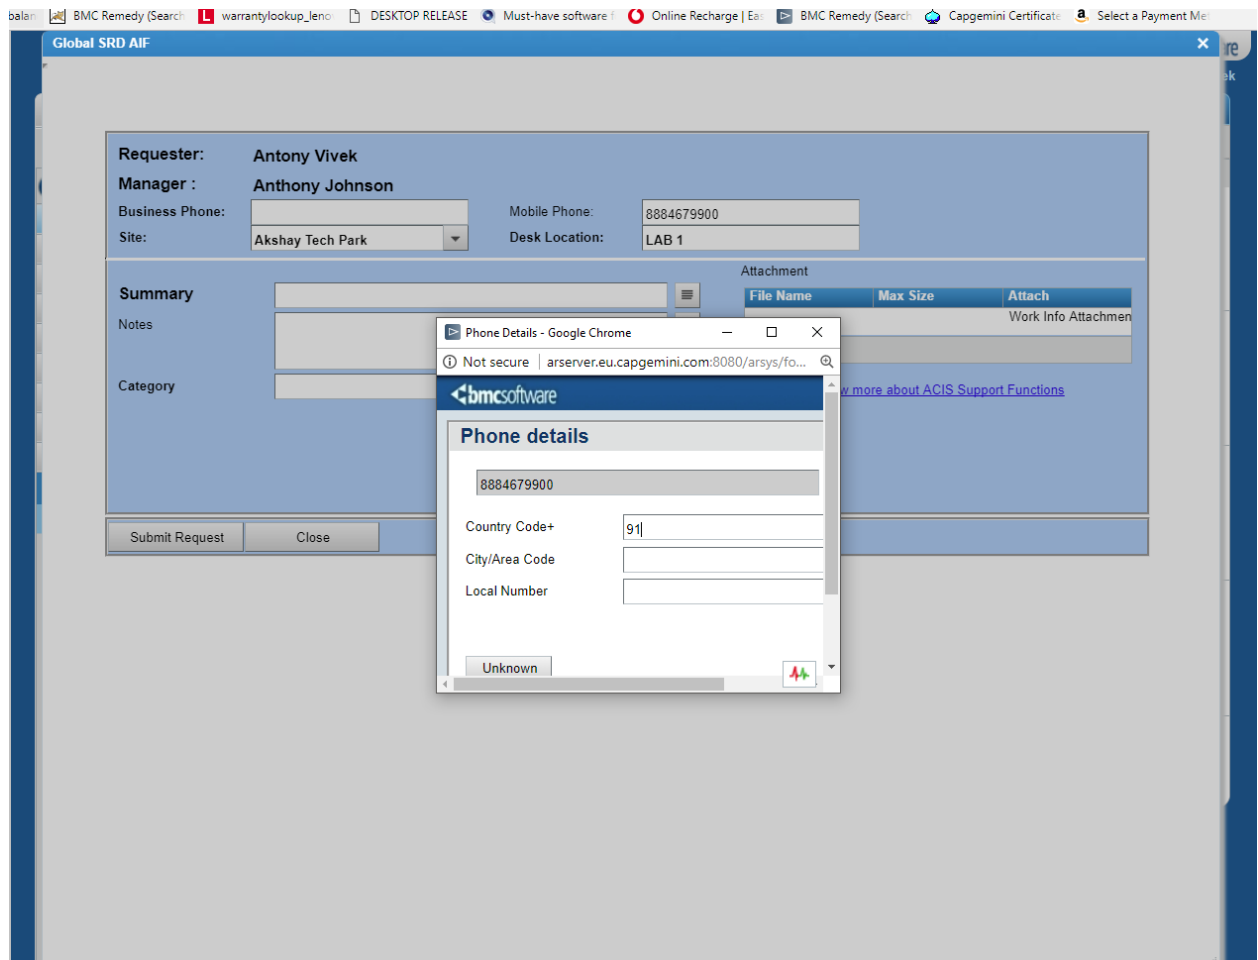 balan BMC Remedy (Search L warrantylookup_leno DESKTOP RELEASE Must-have software f Online Recharge | Eas BMC Remedy (Search Capgemini Certificate a Select a Payment Met
Global SRD AIF
re
ek
Requester: Antony Vivek
Manager : Anthony Johnson
Business Phone: Mobile Phone: 8884679900
Site: Akshay Tech Park Desk Location: LAB 1
Attachment
Summary File Name Max Size Attach
Notes Work Info Attachmen
Category w more about ACIS Support Functions
Submit Request Close
Phone Details - Google Chrome
Not secure | arserver.eu.capgemini.com:8080/arsys/fo...
bmcsoftware
Phone details
8884679900
Country Code+ 91
City/Area Code
Local Number
Unknown